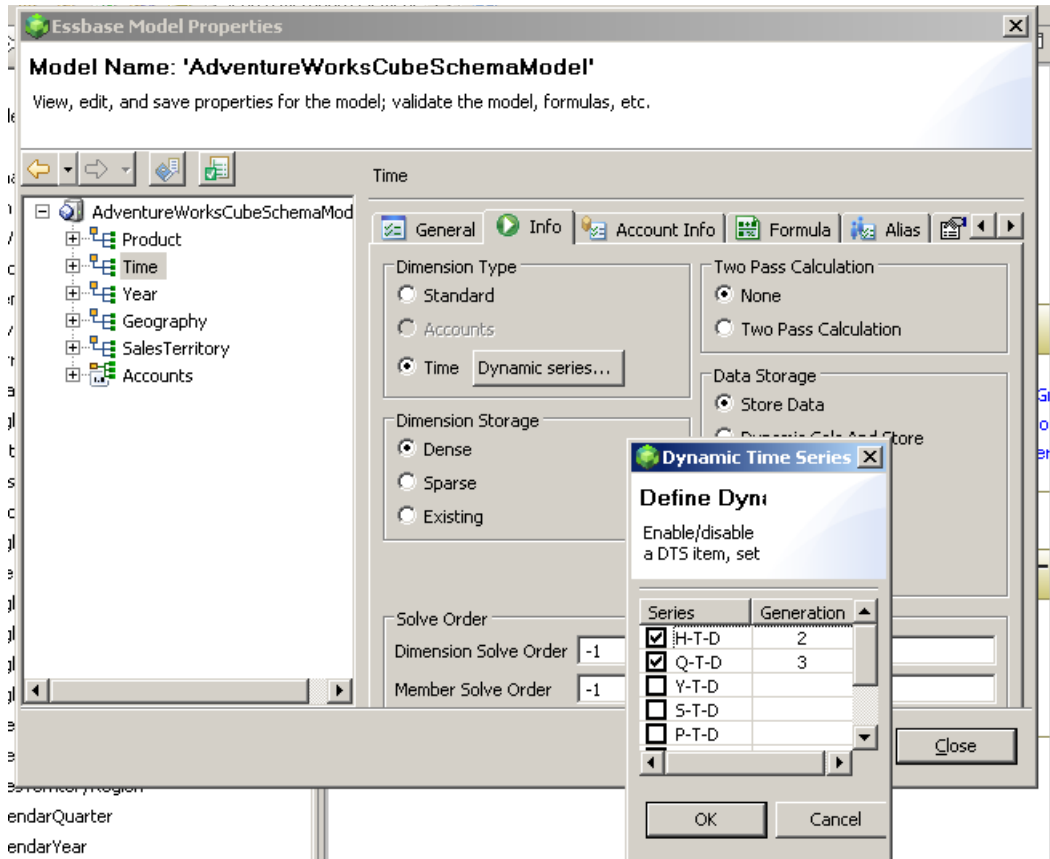 Essbase Model Properties
Model Name: 'AdventureWorksCubeSchemaModel'
View, edit, and save properties for the model; validate the model, formulas, etc.
Time
AdventureWorksCubeSchemaMod
Product
Time
Year
Geography
SalesTerritory
Accounts
General
Info
Account Info
Formula
Alias
Dimension Type
Standard
Accounts
Time
Dynamic series...
Two Pass Calculation
None
Two Pass Calculation
Dimension Storage
Dense
Sparse
Existing
Data Storage
Store Data
Dynamic Calc And Store
Solve Order
Dimension Solve Order
-1
Member Solve Order
-1
Dynamic Time Series
Define Dyna
Enable/disable
a DTS item, set
Series Generation
H-T-D 2
Q-T-D 3
Y-T-D
S-T-D
P-T-D
OK
Cancel
Close
endarQuarter
endarYear